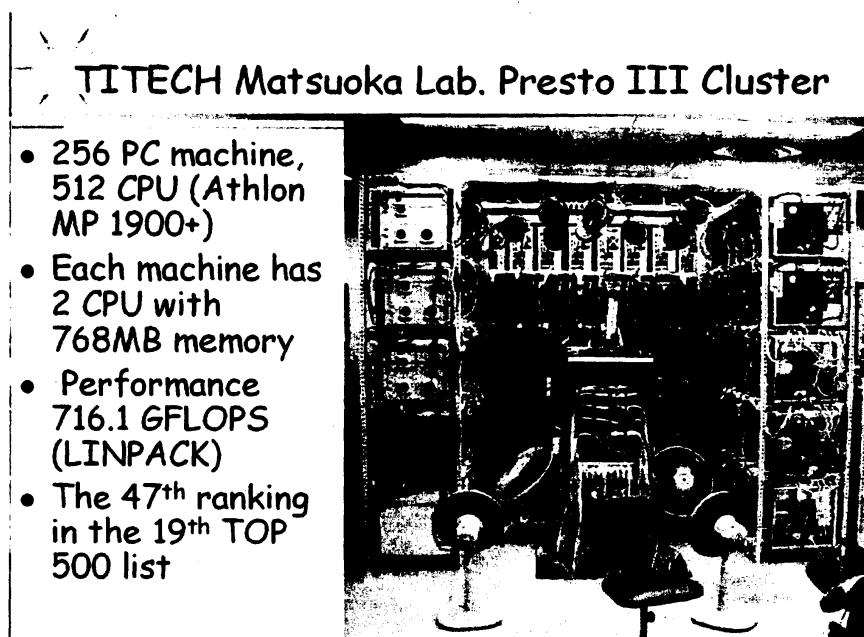 TITECH Matsuoka Lab. Presto III Cluster
• 256 PC machine,
512 CPU (Athlon
MP 1900+)
• Each machine has
2 CPU with
768MB memory
• Performance
716.1 GFLOPS
(LINPACK)
• The 47th ranking
in the 19th TOP
500 list